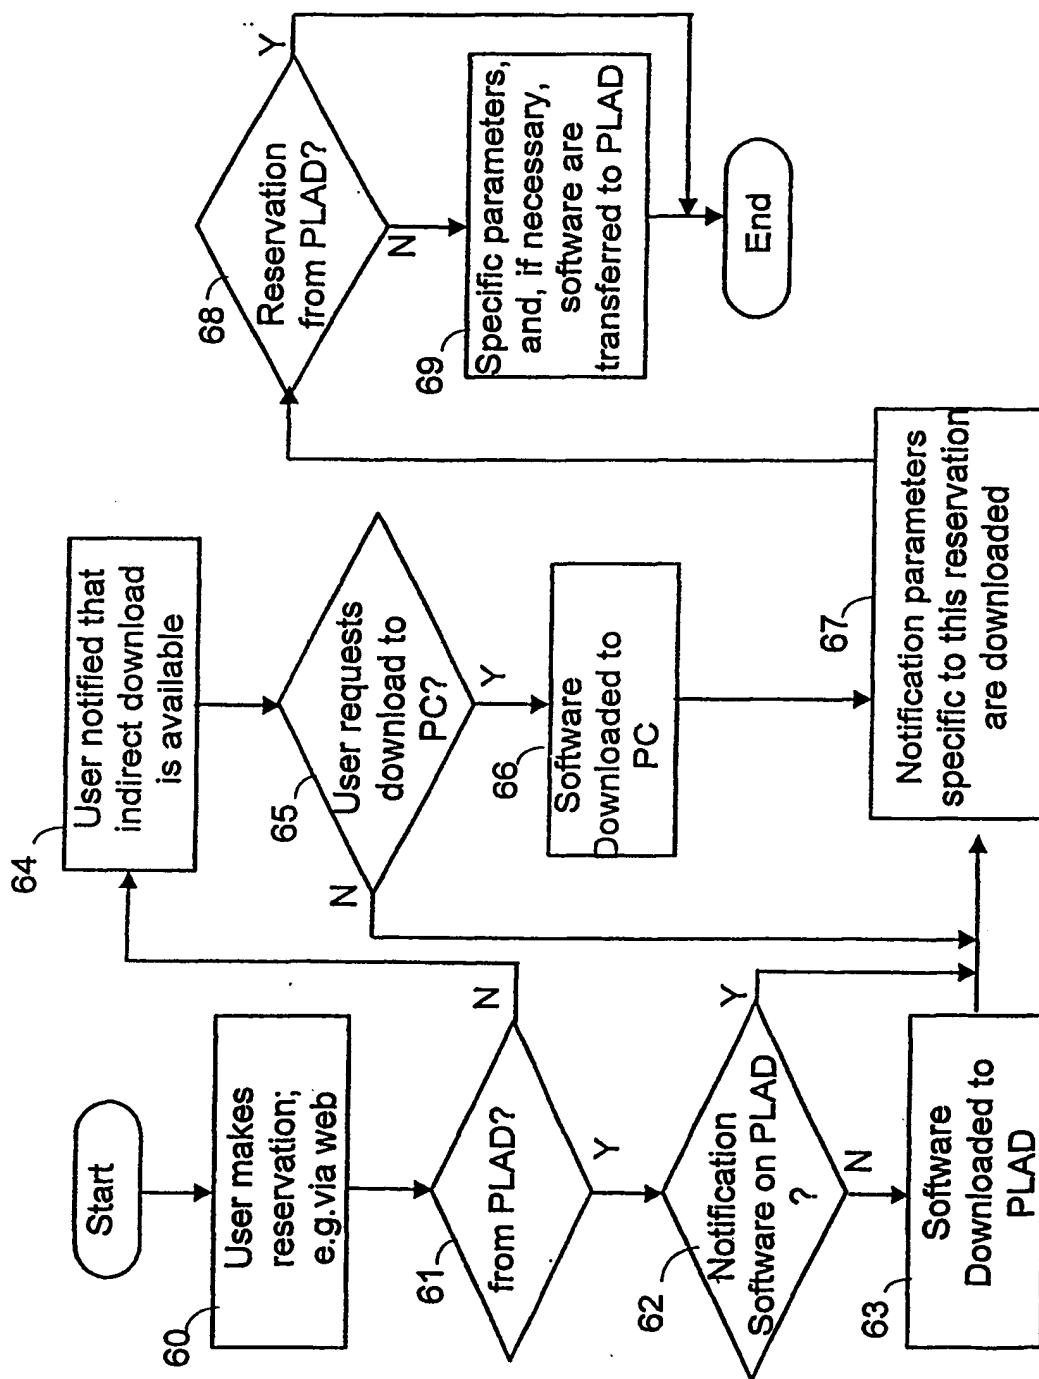 Start
60
User makes
reservation;
e.g.via web
61
from PLAD?
N
Y
62
Notification
Software on PLAD
?
Y
N
63
Software
Downloaded to
PLAD
64
User notified that
indirect download
is available
65
User requests
download to
PC?
N
Y
66
Software
Downloaded to
PC
67
Notification parameters
specific to this reservation
are downloaded
68
Reservation
from PLAD?
Y
N
69
Specific parameters,
and, if necessary,
software are
transferred to PLAD
End